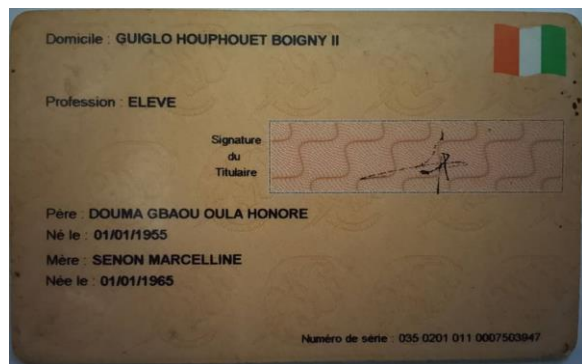 Domicile : GUIGLO HOUPHOUET BOIGNY II
Profession : ELEVE
Signature
du
Titulaire
Père : DOUMA GBAOU OULA HONORE
Né le : 01/01/1955
Mère : SENON MARCELLINE
Née le : 01/01/1965
Numéro de série : 035 0201 011 0007503947